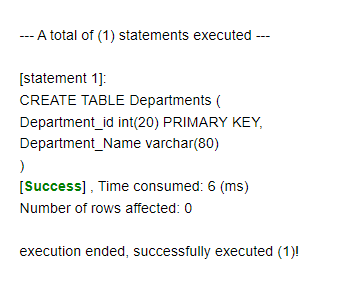 --- A total of (1) statements executed ---
[statement 1]:
CREATE TABLE Departments (
Department_id int(20) PRIMARY KEY,
Department_Name varchar(80)
)
[Success] , Time consumed: 6 (ms)
Number of rows affected: 0
execution ended, successfully executed (1)!